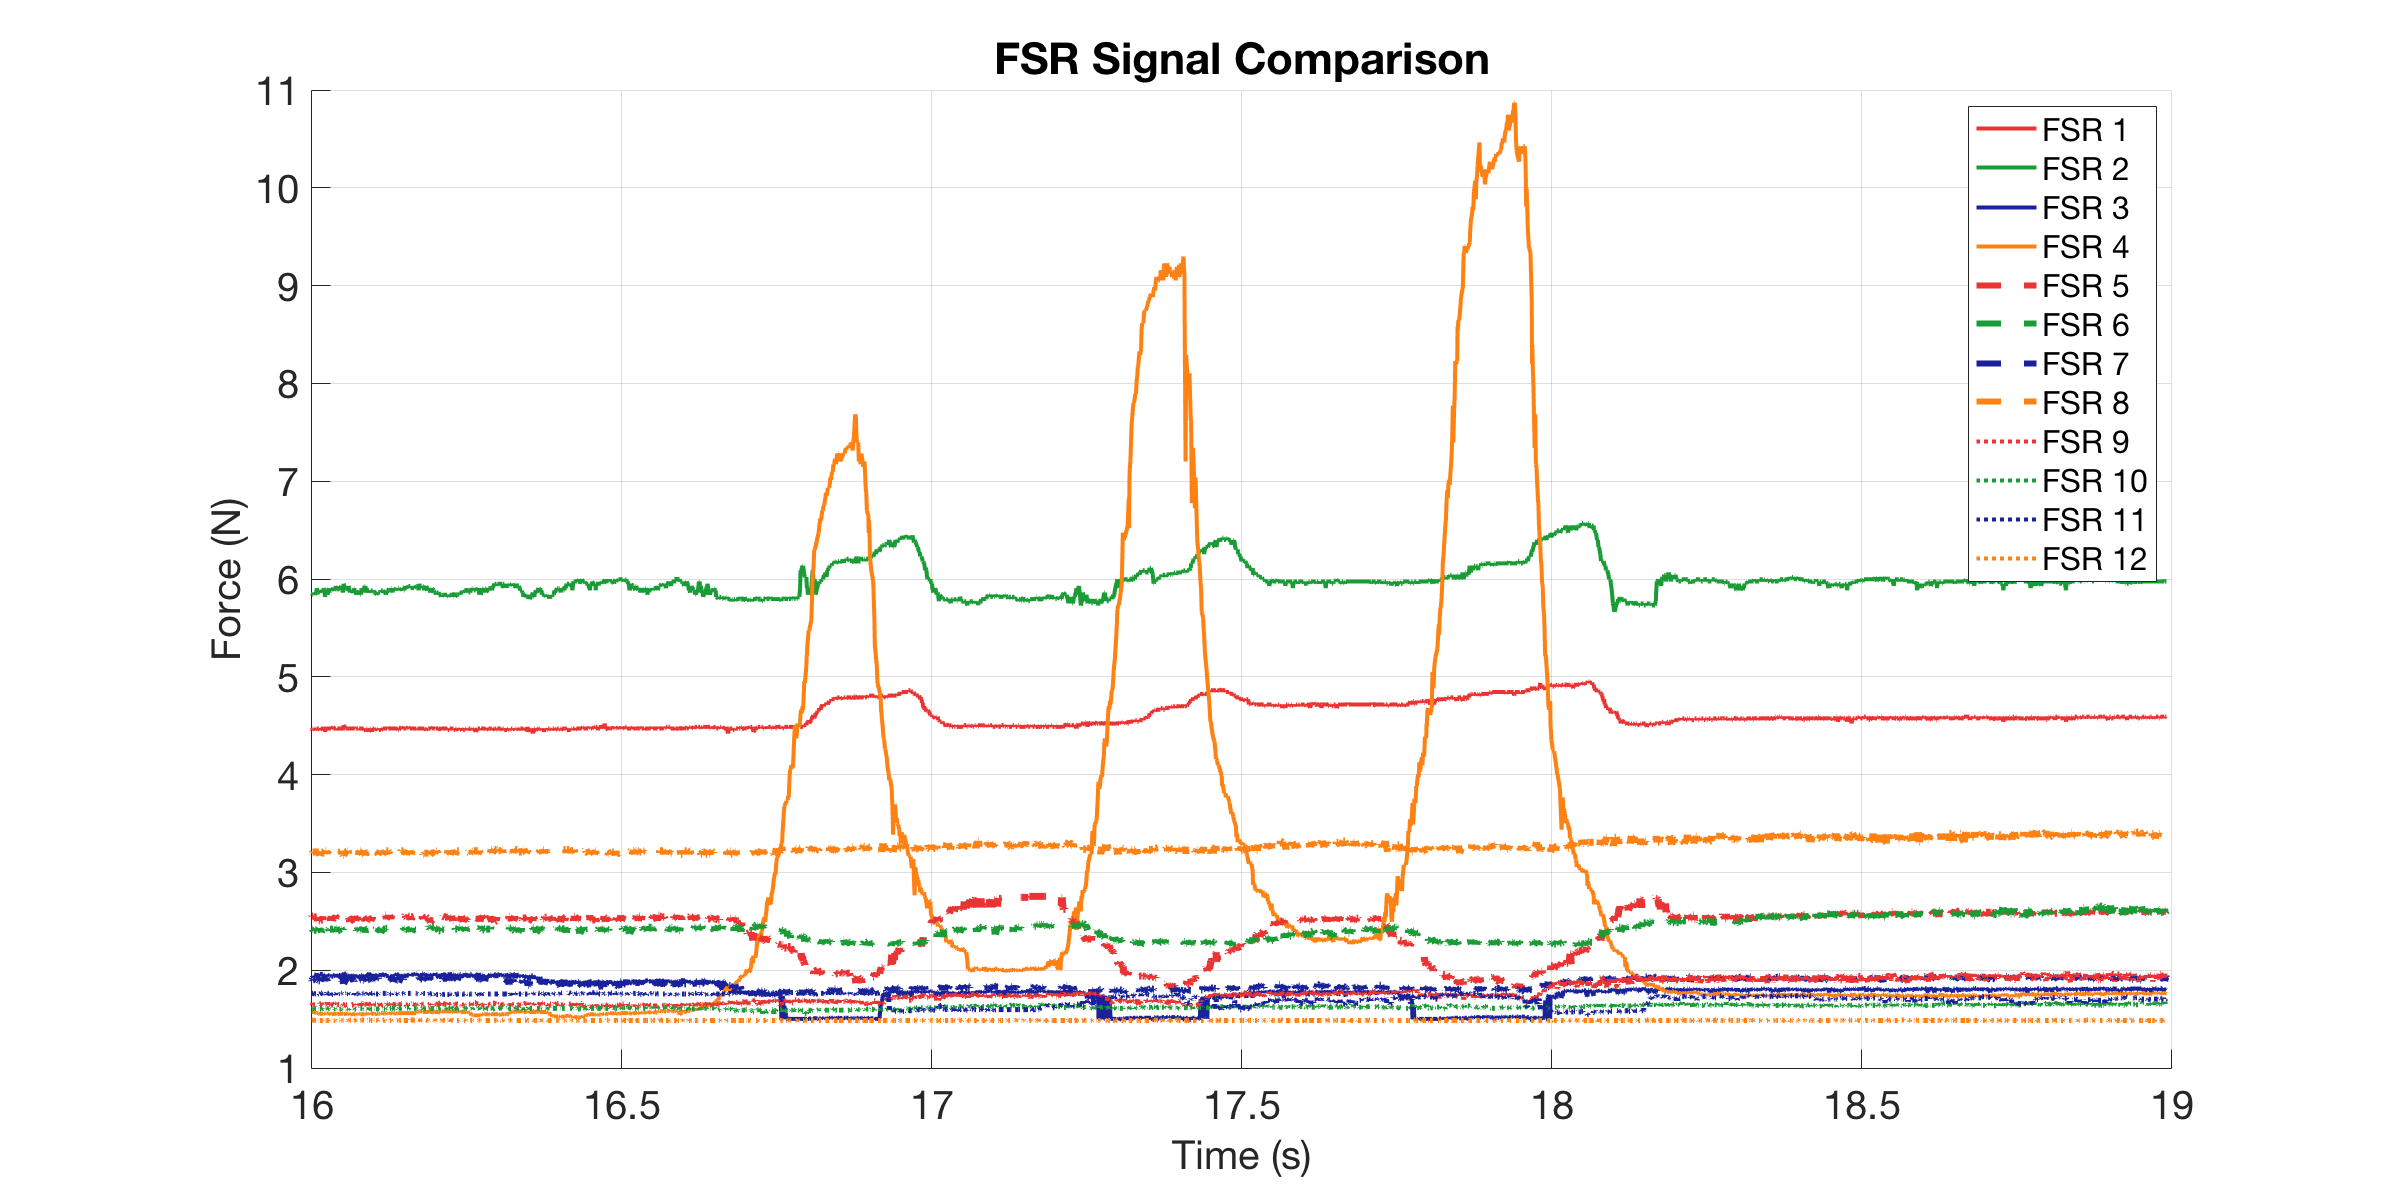 FSR Signal Comparison
11
10
9
8
7
6
5
4
3
2
1
Force (N)
16
16.5
17
17.5
18
18.5
19
Time (s)
FSR 1
FSR 2
FSR 3
FSR 4
FSR 5
FSR 6
FSR 7
FSR 8
FSR 9
FSR 10
FSR 11
FSR 12